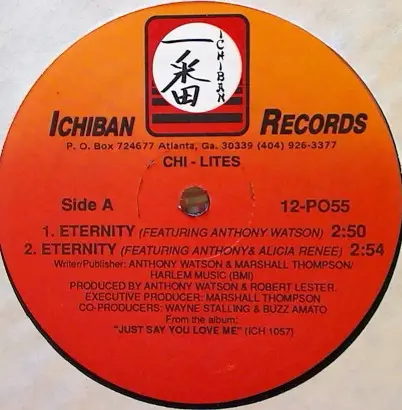 一番
ICHIBAN
ICHIBAN RECORDS
P. O. Box 724677 Atlanta, Ga. 30339 (404) 926-3377
CHI - LITES
Side A 12-PO55
1. ETERNITY (FEATURING ANTHONY WATSON) 2:50
2. ETERNITY (FEATURING ANTHONY& ALICIA RENEE) 2:54
Writer/Publisher: ANTHONY WATSON & MARSHALL THOMPSON/
HARLEM MUSIC (BMI)
PRODUCED BY ANTHONY WATSON & ROBERT LESTER
EXECUTIVE PRODUCER: MARSHALL THOMPSON
CO-PRODUCERS: WAYNE STALLING & BUZZ AMATO
From the album:
"JUST SAY YOU LOVE ME" (ICH 1057)